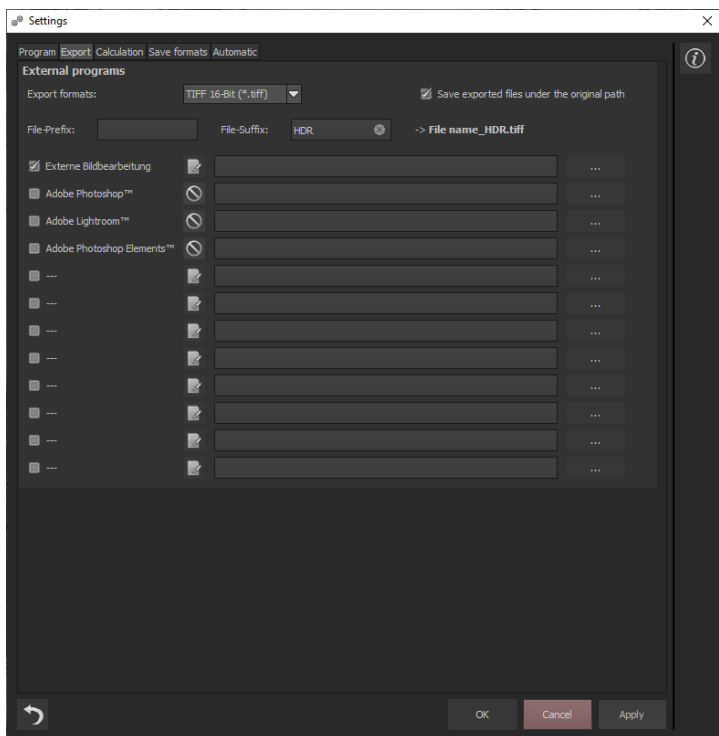 Settings
Program Export Calculation Save formats Automatic
External programs
Export formats: TIFF 16-Bit (*.tiff) Save exported files under the original path
File-Prefix: File-Suffix: HDR -> File name_HDR.tiff
Externe Bildbearbeitung ...
Adobe Photoshop™ ...
Adobe Lightroom™ ...
Adobe Photoshop Elements™ ...
--- ...
--- ...
--- ...
--- ...
--- ...
--- ...
--- ...
--- ...
OK Cancel Apply